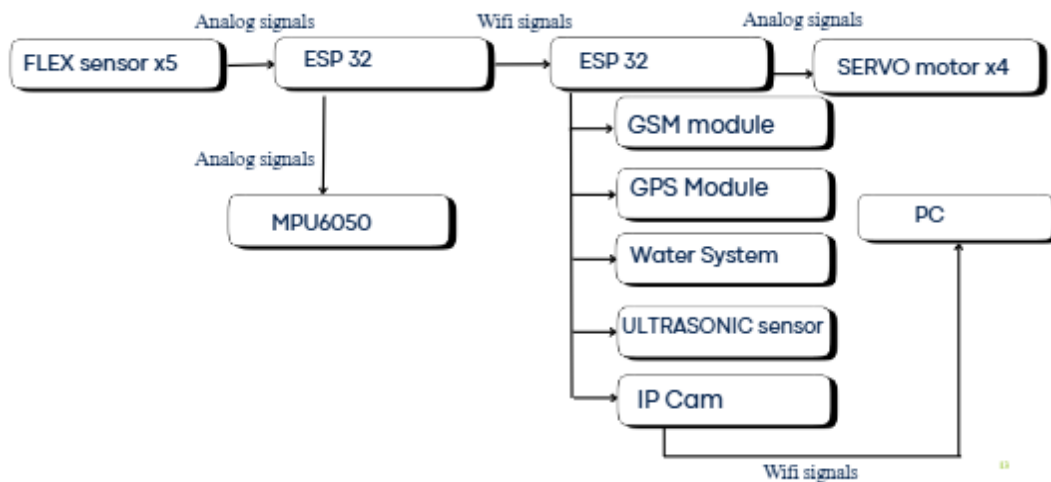 Analog signals
Wifi signals
Analog signals
FLEX sensor x5
ESP 32
ESP 32
SERVO motor x4
GSM module
Analog signals
GPS Module
MPU6050
PC
Water System
ULTRASONIC sensor
IP Cam
Wifi signals
13